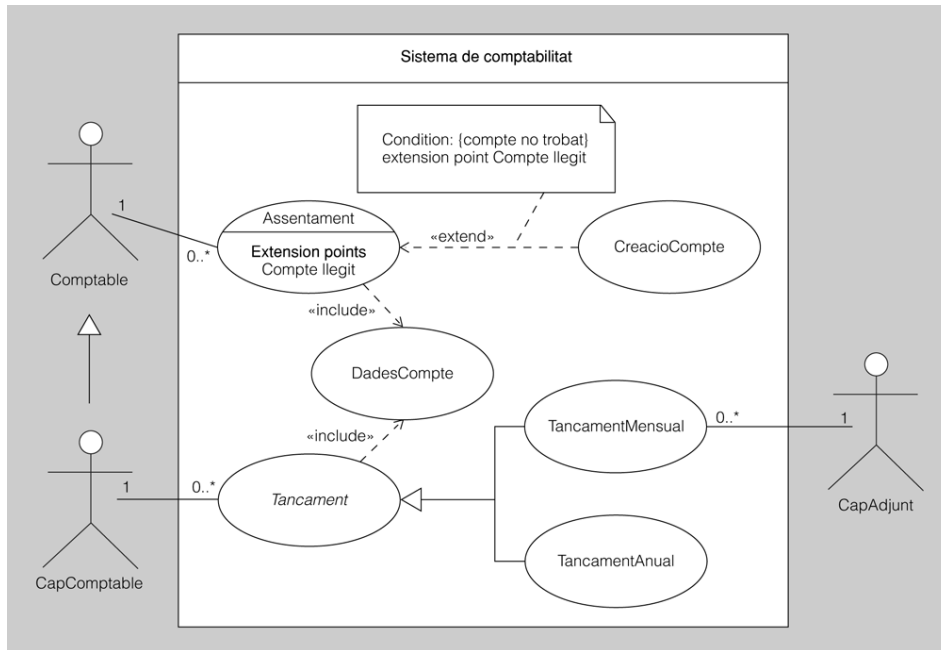 Sistema de comptabilitat
Condition: {compte no trobat}
extension point Compte llegit
1
Assentament
«extend»
CreacioCompte
0..*
Extension points
Compte llegit
Comptable
«include»
DadesCompte
«include»
TancamentMensual
0..*
1
1
0..*
Tancament
CapAdjunt
TancamentAnual
CapComptable